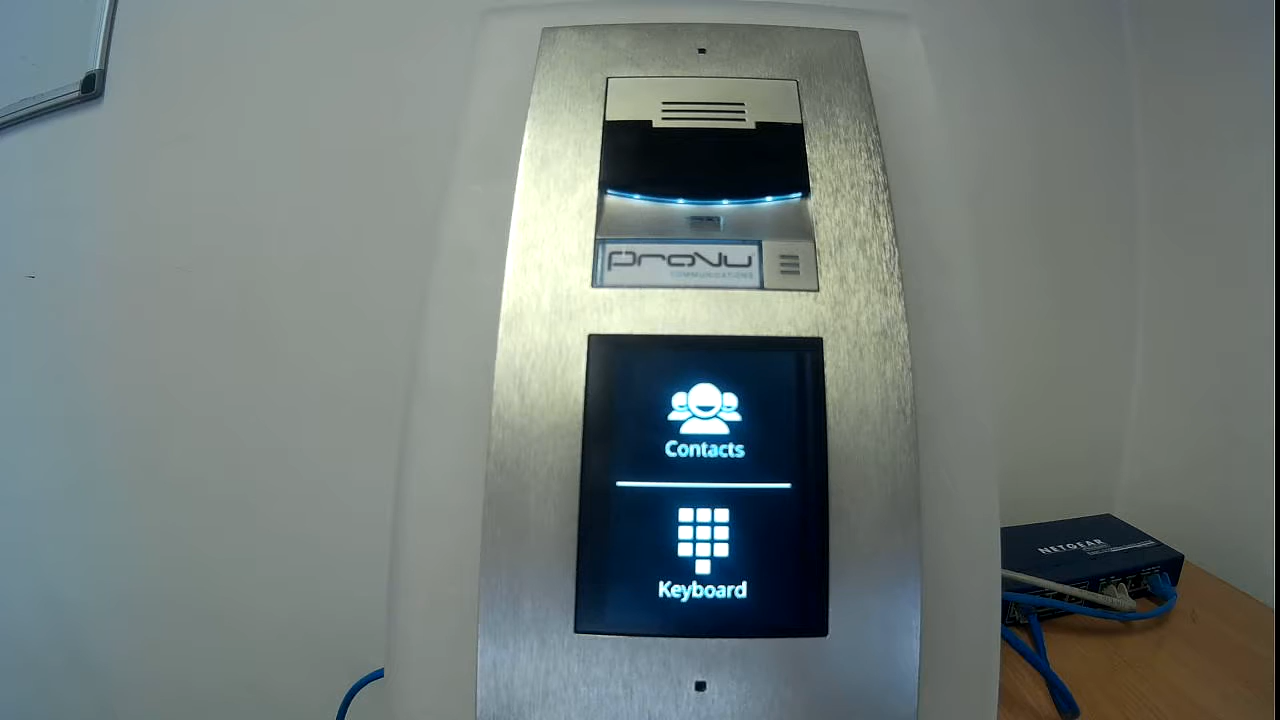 proVu
COMMUNICATIONS
Contacts
Keyboard
NETGEAR